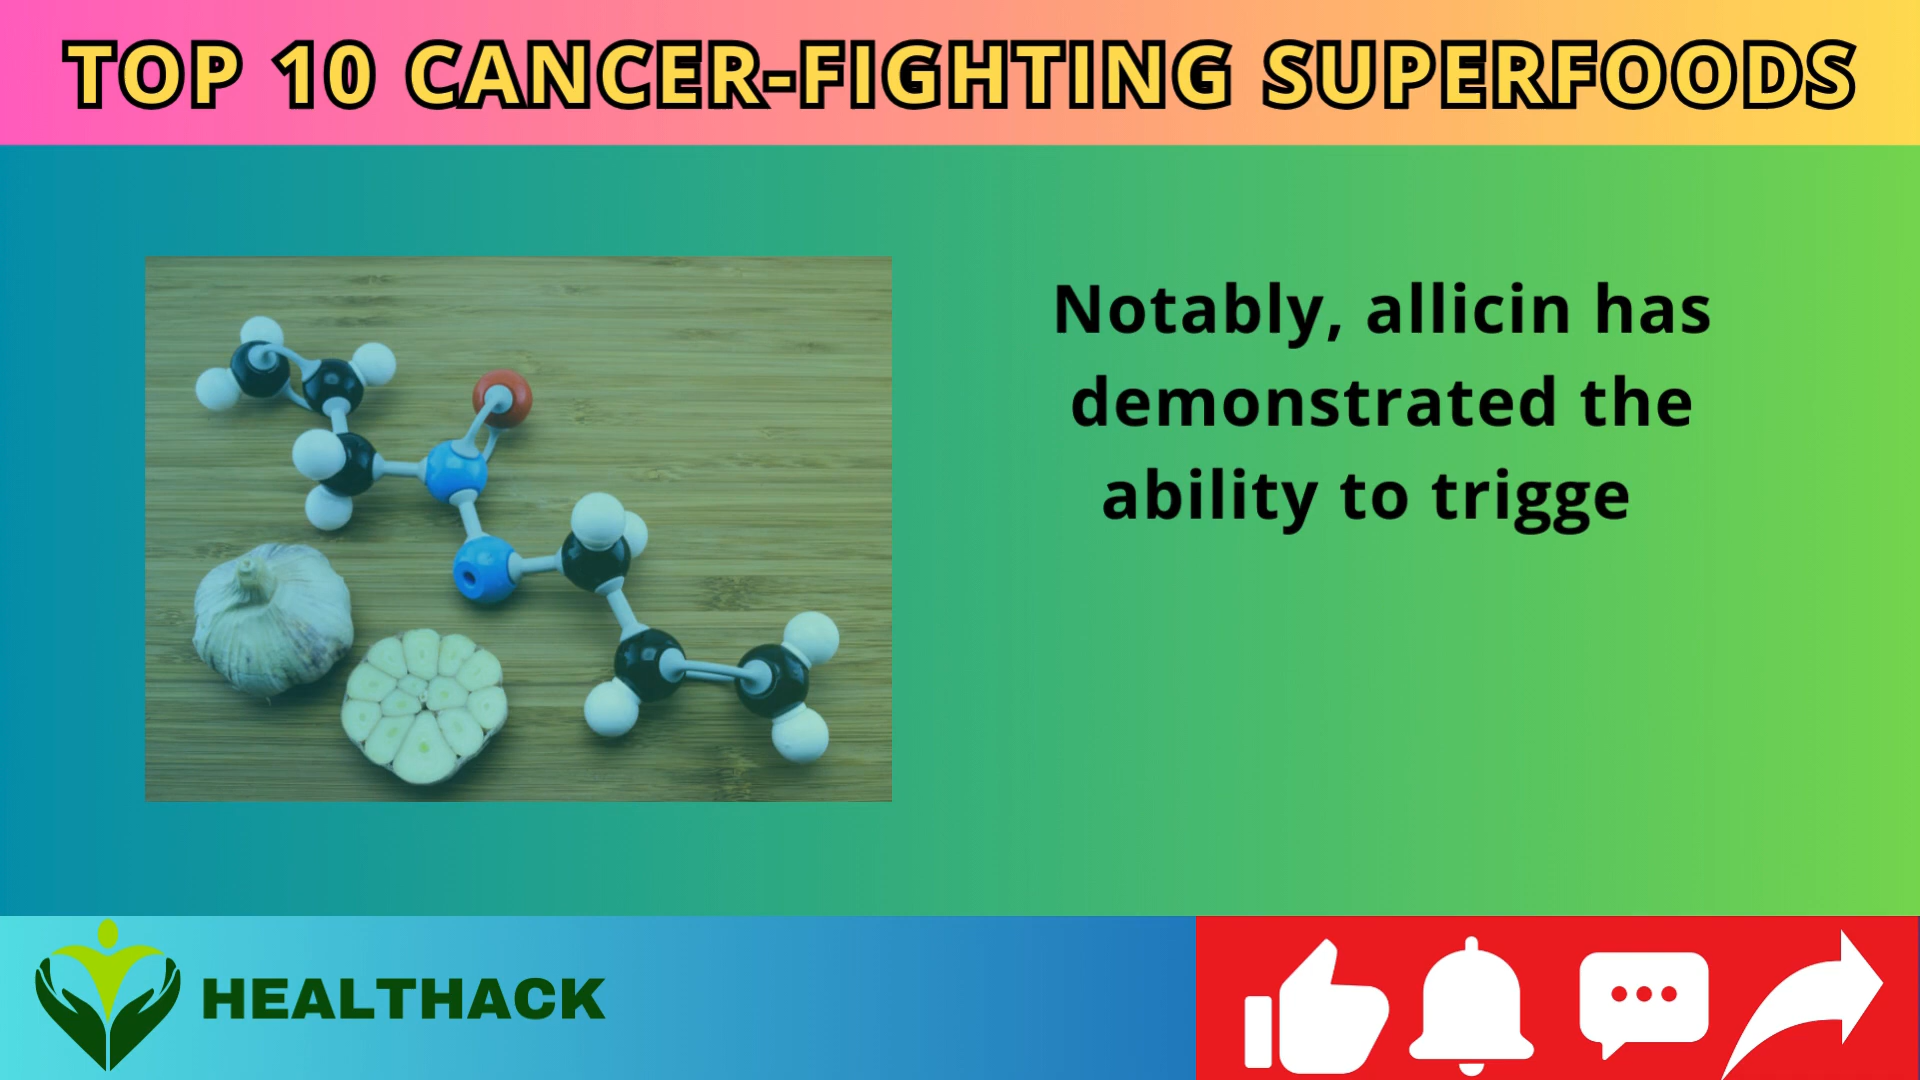 TOP 10 CANCER-FIGHTING SUPERFOODS
Notably, allicin has
demonstrated the
ability to trigge
HEALTHACK